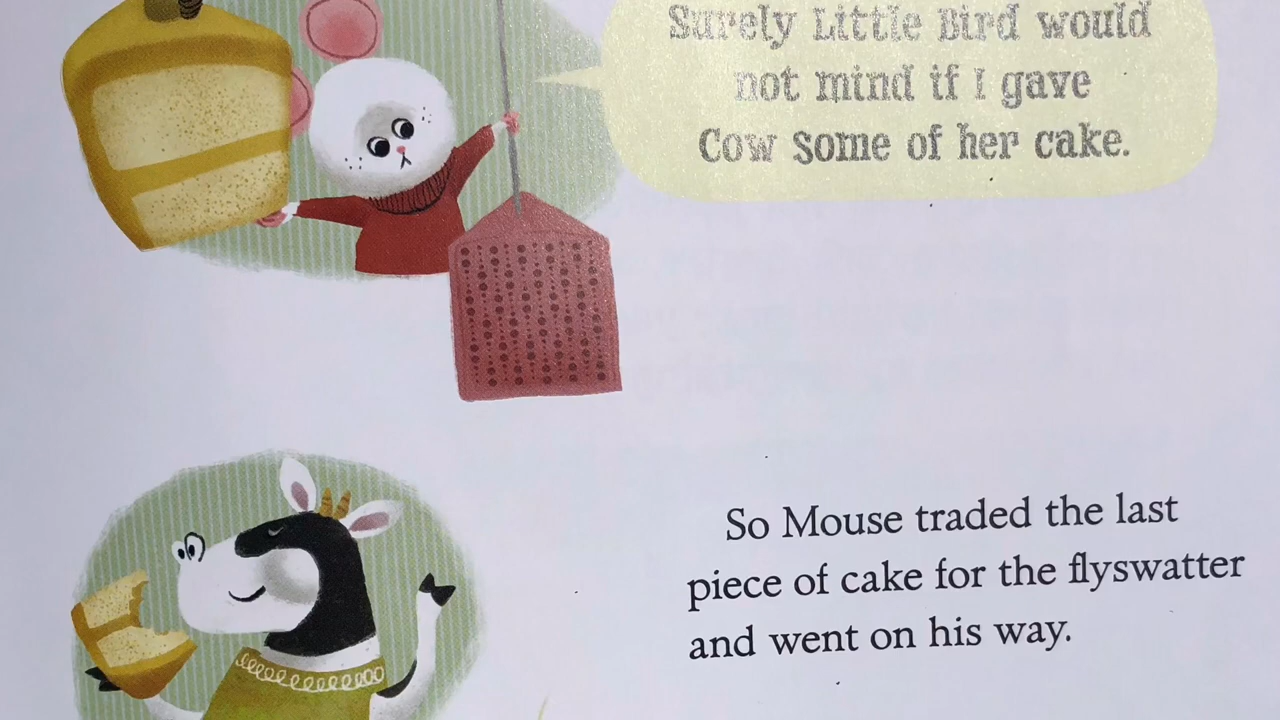 Surely Little Bird would
not mind if I gave
Cow some of her cake.
So Mouse traded the last
piece of cake for the flyswatter
and went on his way.